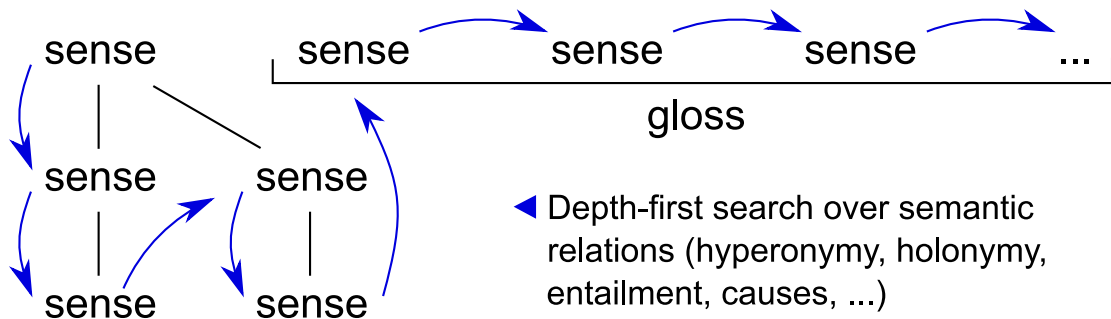 sense sense sense sense ...
gloss
sense sense
Depth-first search over semantic
relations (hyperonymy, holonymy,
entailment, causes, ...)
sense sense